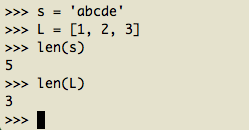 >>> s = 'abcde'
>>> L = [1, 2, 3]
>>> len(s)
5
>>> len(L)
3
>>>